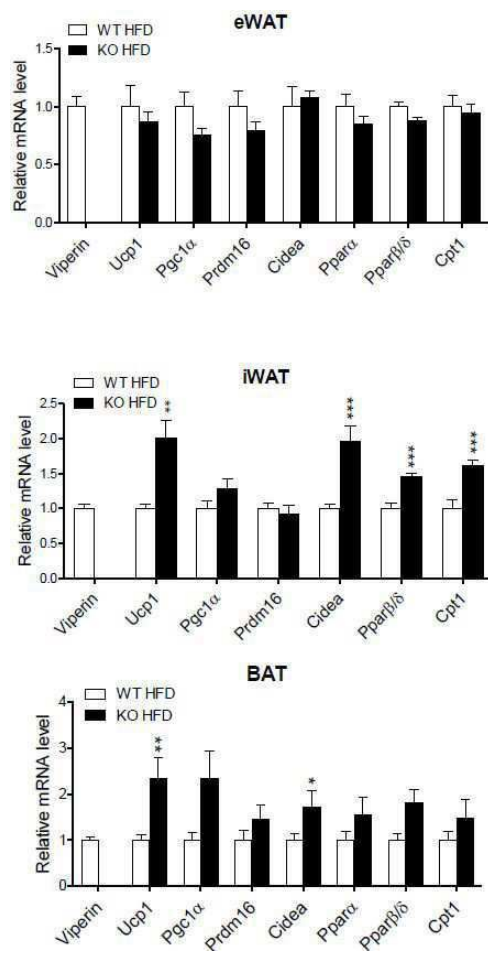 eWAT
WT HFD
KO HFD
Relative mRNA level
1.5
1.0
0.5
0.0
Viperin
Ucp1
Pgc1α
Prdm16
Cidea
Pparα
Pparβ/δ
Cpt1
iWAT
WT HFD
KO HFD
Relative mRNA level
2.5
2.0
1.5
1.0
0.5
0.0
**
***
***
***
Viperin
Ucp1
Pgc1α
Prdm16
Cidea
Pparβ/δ
Cpt1
BAT
WT HFD
KO HFD
Relative mRNA level
4
3
2
1
0
**
*
Viperin
Ucp1
Pgc1α
Prdm16
Cidea
Pparα
Pparβ/δ
Cpt1